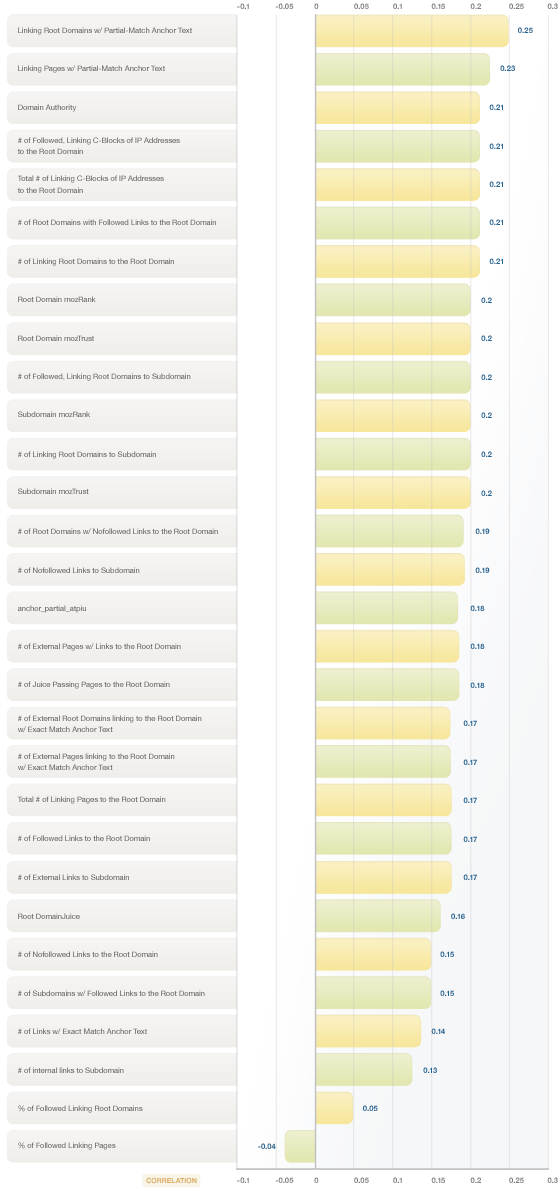 -0.1 -0.05 0 0.05 0.1 0.15 0.2 0.25 0.3
Linking Root Domains w/ Partial-Match Anchor Text 0.25
Linking Pages w/ Partial-Match Anchor Text 0.23
Domain Authority 0.21
# of Followed, Linking C-Blocks of IP Addresses
to the Root Domain 0.21
Total # of Linking C-Blocks of IP Addresses
to the Root Domain 0.21
# of Root Domains with Followed Links to the Root Domain 0.21
# of Linking Root Domains to the Root Domain 0.21
Root Domain mozRank 0.2
Root Domain mozTrust 0.2
# of Followed, Linking Root Domains to Subdomain 0.2
Subdomain mozRank 0.2
# of Linking Root Domains to Subdomain 0.2
Subdomain mozTrust 0.2
# of Root Domains w/ Nofollowed Links to the Root Domain 0.19
# of Nofollowed Links to Subdomain 0.19
anchor_partial_atpiu 0.18
# of External Pages w/ Links to the Root Domain 0.18
# of Juice Passing Pages to the Root Domain 0.18
# of External Root Domains linking to the Root Domain
w/ Exact Match Anchor Text 0.17
# of External Pages linking to the Root Domain
w/ Exact Match Anchor Text 0.17
Total # of Linking Pages to the Root Domain 0.17
# of Followed Links to the Root Domain 0.17
# of External Links to Subdomain 0.17
Root DomainJuice 0.16
# of Nofollowed Links to the Root Domain 0.15
# of Subdomains w/ Followed Links to the Root Domain 0.15
# of Links w/ Exact Match Anchor Text 0.14
# of internal links to Subdomain 0.13
% of Followed Linking Root Domains 0.05
% of Followed Linking Pages -0.04
CORRELATION -0.1 -0.05 0 0.05 0.1 0.15 0.2 0.25 0.3